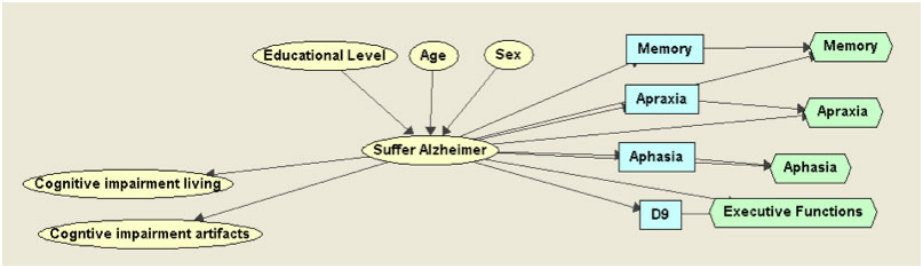 Educational Level
Age
Sex
Memory
Memory
Apraxia
Apraxia
Suffer Alzheimer
Aphasia
Aphasia
Cognitive impairment living
D9
Executive Functions
Cogntive impairment artifacts